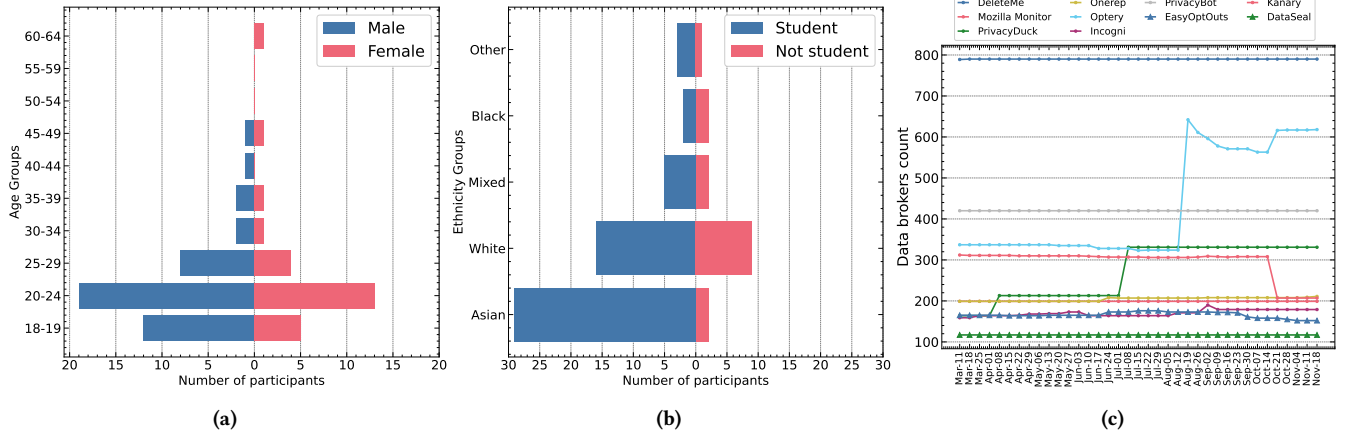 Age Groups
60-64
55-59
50-54
45-49
40-44
35-39
30-34
25-29
20-24
18-19
Male
Female
20 15 10 5 0 5 10 15 20
Number of participants
(a)
Ethnicity Groups
Other
Black
Mixed
White
Asian
Student
Not student
30 25 20 15 10 5 0 5 10 15 20 25 30
Number of participants
(b)
DeleteMe Onerep PrivacyBot Kanary
Mozilla Monitor Optery EasyOptOuts DataSeal
PrivacyDuck Incogni
Data brokers count
800
700
600
500
400
300
200
100
Mar-11
Mar-18
Mar-25
Apr-01
Apr-08
Apr-15
Apr-22
Apr-29
May-06
May-13
May-20
May-27
Jun-03
Jun-10
Jun-17
Jun-24
Jul-01
Jul-08
Jul-15
Jul-22
Jul-29
Aug-05
Aug-12
Aug-19
Aug-26
Sep-02
Sep-09
Sep-16
Sep-23
Sep-30
Oct-07
Oct-14
Oct-21
Oct-28
Nov-04
Nov-11
Nov-18
(c)